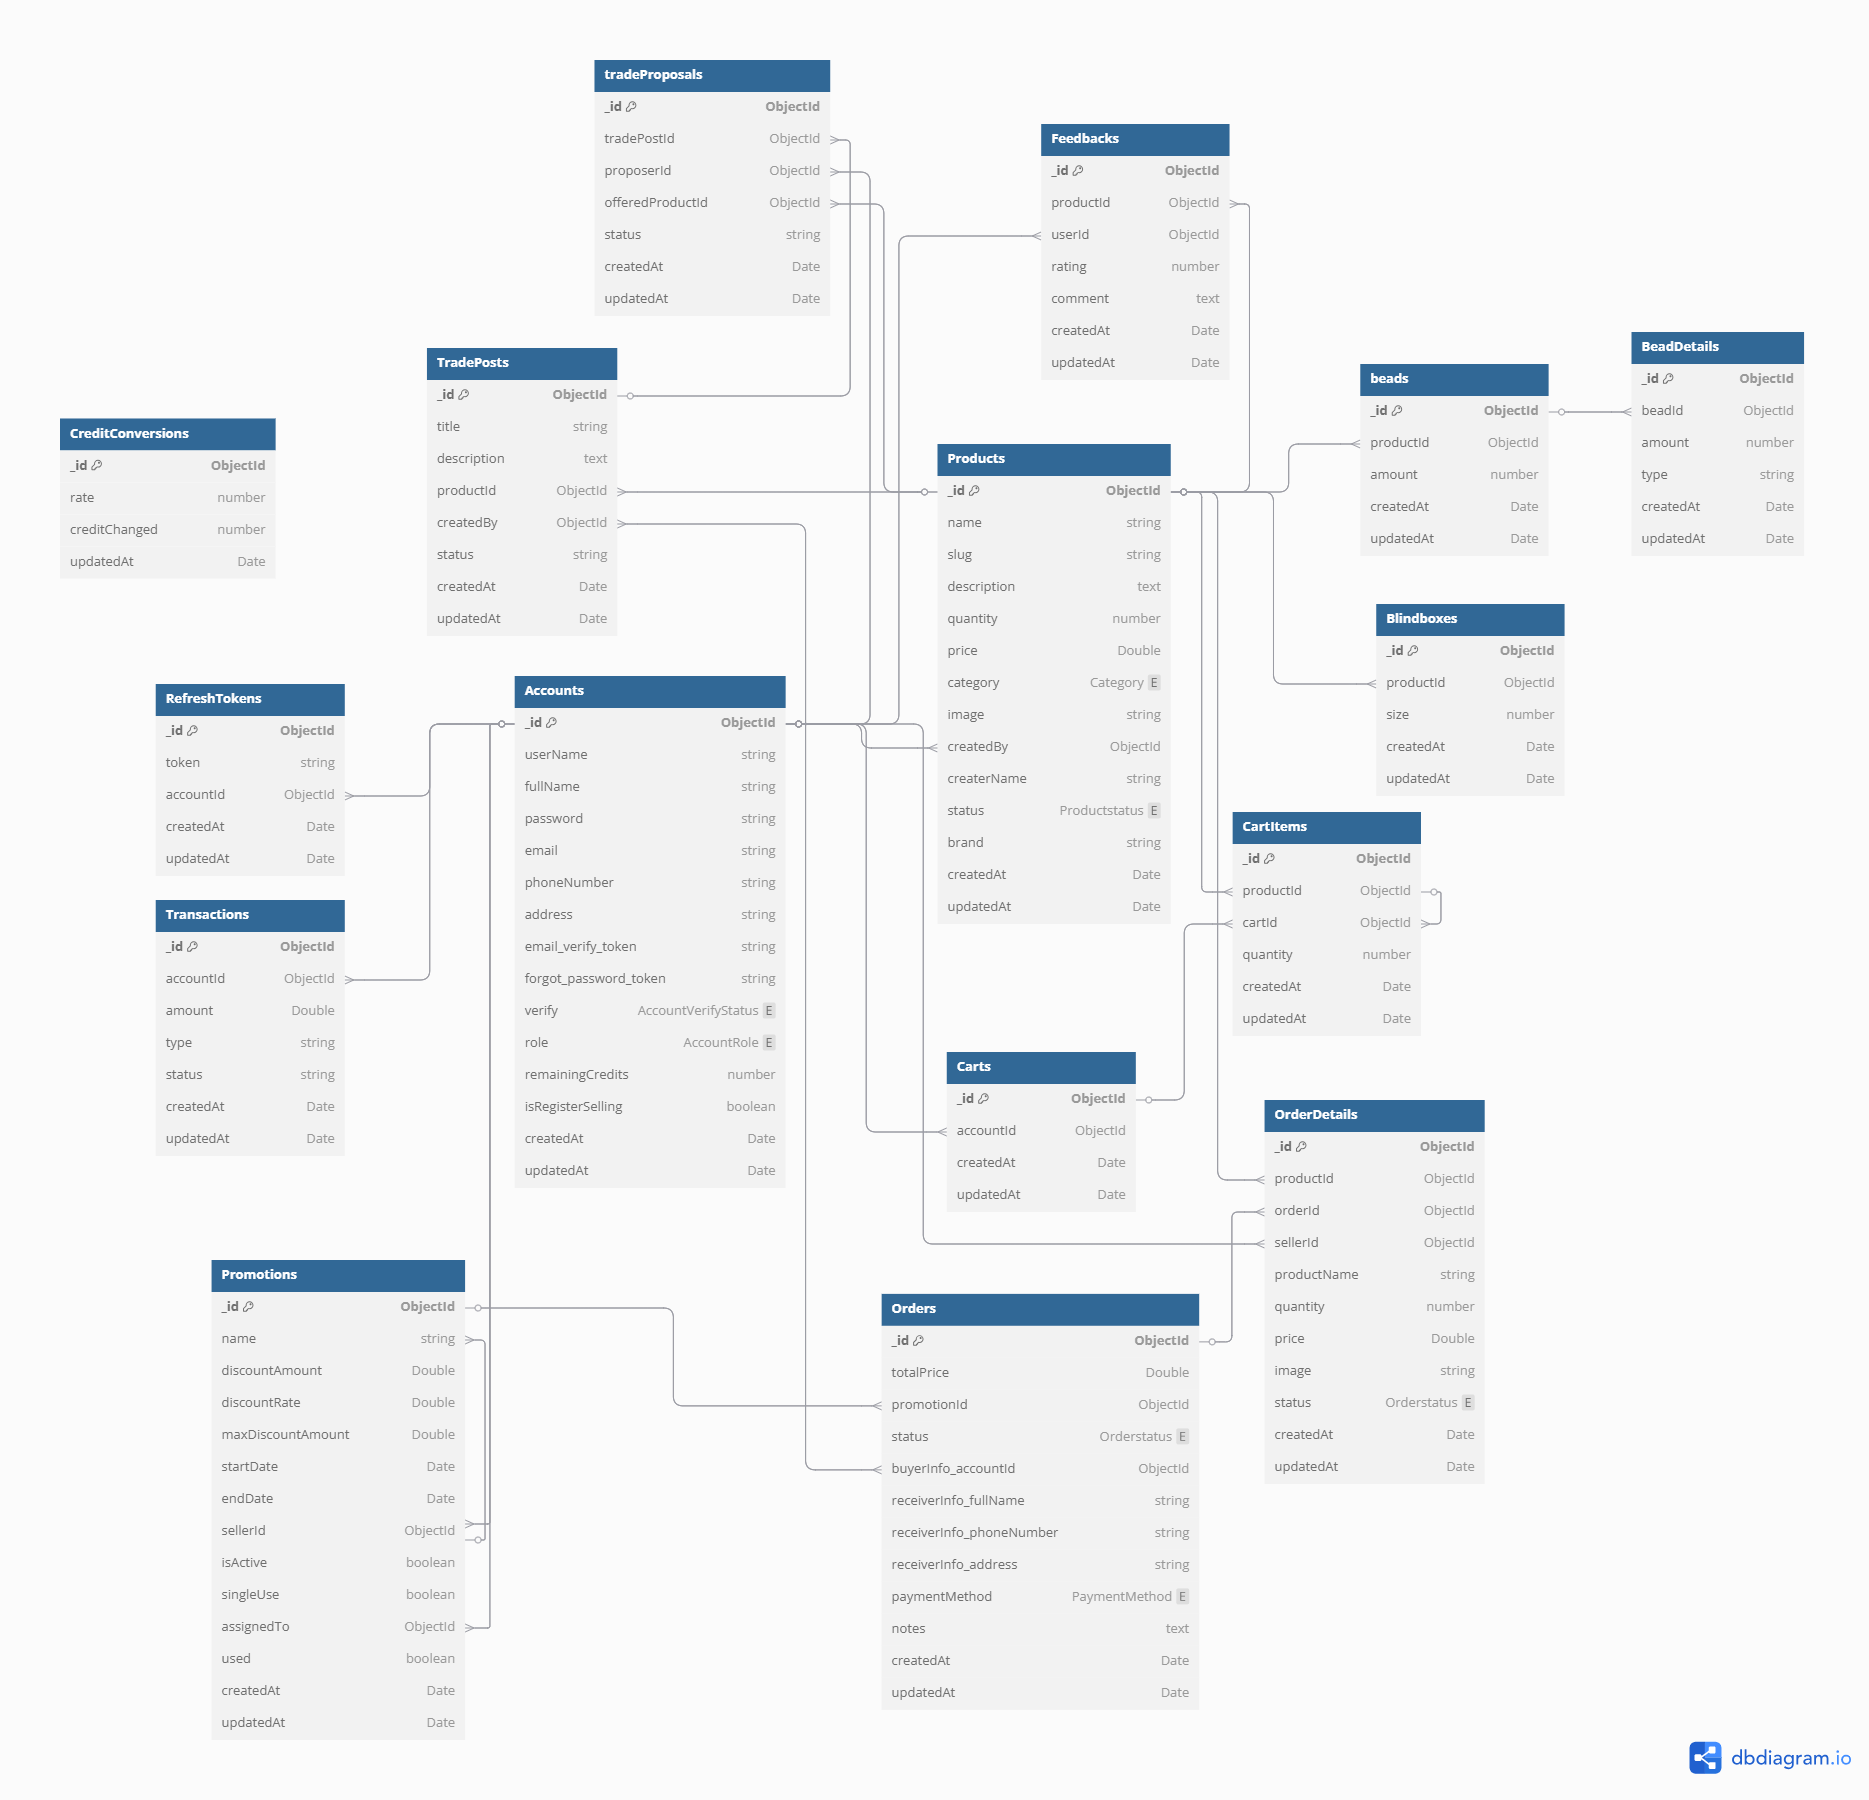 tradeProposals
_id ObjectId
tradePostId ObjectId
proposerId ObjectId
offeredProductId ObjectId
status string
createdAt Date
updatedAt Date
Feedbacks
_id ObjectId
productId ObjectId
userId ObjectId
rating number
comment text
createdAt Date
updatedAt Date
TradePosts
_id ObjectId
title string
description text
productId ObjectId
createdBy ObjectId
status string
createdAt Date
updatedAt Date
beads
_id ObjectId
productId ObjectId
amount number
createdAt Date
updatedAt Date
BeadDetails
_id ObjectId
beadId ObjectId
amount number
type string
createdAt Date
updatedAt Date
CreditConversions
_id ObjectId
rate number
creditChanged number
updatedAt Date
Products
_id ObjectId
name string
slug string
description text
quantity number
price Double
category Category E
image string
createdBy ObjectId
createrName string
status Productstatus E
brand string
createdAt Date
updatedAt Date
Blindboxes
_id ObjectId
productId ObjectId
size number
createdAt Date
updatedAt Date
RefreshTokens
_id ObjectId
token string
accountId ObjectId
createdAt Date
updatedAt Date
Accounts
_id ObjectId
userName string
fullName string
password string
email string
phoneNumber string
address string
email_verify_token string
forgot_password_token string
verify AccountVerifyStatus E
role AccountRole E
remainingCredits number
isRegisterSelling boolean
createdAt Date
updatedAt Date
CartItems
_id ObjectId
productId ObjectId
cartId ObjectId
quantity number
createdAt Date
updatedAt Date
Transactions
_id ObjectId
accountId ObjectId
amount Double
type string
status string
createdAt Date
updatedAt Date
Carts
_id ObjectId
accountId ObjectId
createdAt Date
updatedAt Date
OrderDetails
_id ObjectId
productId ObjectId
orderId ObjectId
sellerId ObjectId
productName string
quantity number
price Double
image string
status Orderstatus E
createdAt Date
updatedAt Date
Promotions
_id ObjectId
name string
discountAmount Double
discountRate Double
maxDiscountAmount Double
startDate Date
endDate Date
sellerId ObjectId
isActive boolean
singleUse boolean
assignedTo ObjectId
used boolean
createdAt Date
updatedAt Date
Orders
_id ObjectId
totalPrice Double
promotionId ObjectId
status Orderstatus E
buyerInfo_accountId ObjectId
receiverInfo_fullName string
receiverInfo_phoneNumber string
receiverInfo_address string
paymentMethod PaymentMethod E
notes text
createdAt Date
updatedAt Date
dbdiagram.io